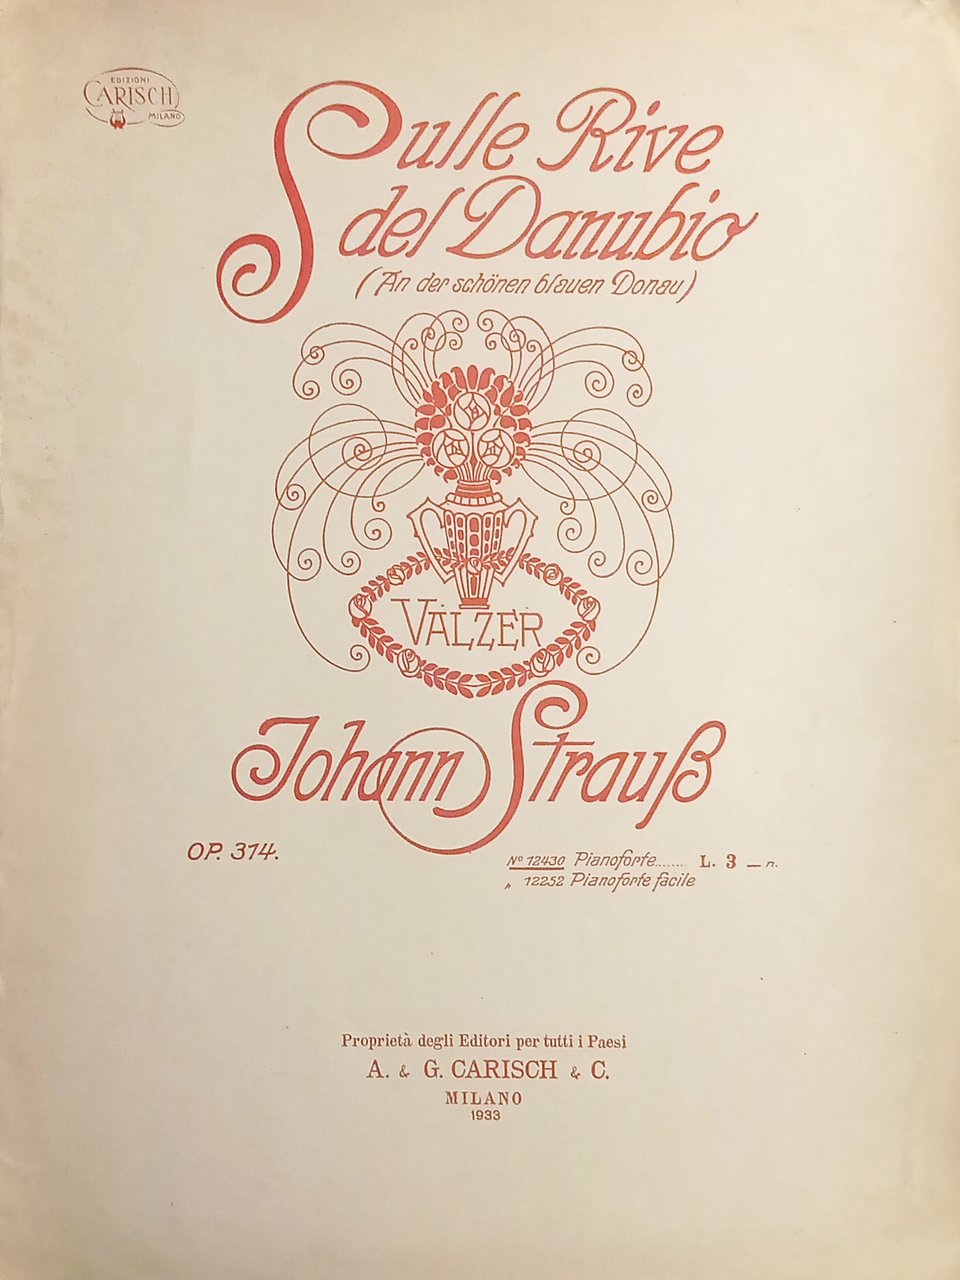 EDIZIONI
CARISCH
MILANO
Sulle Rive
del Danubio
(An der schönen blauen Donau)
VALZER
Johann Strauß
OP. 314.
No 12430 Pianoforte....... L. 3 — n.
„ 12252 Pianoforte facile
Proprietà degli Editori per tutti i Paesi
A. & G. CARISCH & C.
MILANO
1933